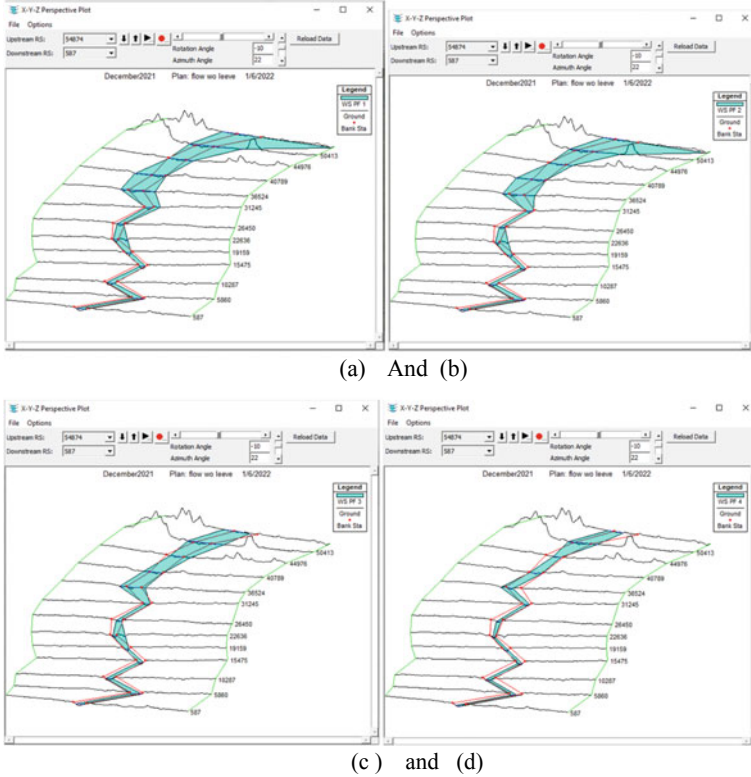 X-Y-Z Perspective Plot
File Options
Upstream RS: 54874
Downstream RS: 587
Rotation Angle -10
Azimuth Angle 22
Reload Data
December2021 Plan: flow wo leeve 1/6/2022
Legend
WS PF 1
Ground
Bank Sta
50413
44976
40789
36524
31245
26450
22636
19159
15475
10287
5860
587
X-Y-Z Perspective Plot
File Options
Upstream RS: 54874
Downstream RS: 587
Rotation Angle -10
Azimuth Angle 22
Reload Data
December2021 Plan: flow wo leeve 1/6/2022
Legend
WS PF 2
Ground
Bank Sta
50413
44976
40789
36524
31245
26450
22636
19159
15475
10287
5860
587
(a) And (b)
X-Y-Z Perspective Plot
File Options
Upstream RS: 54874
Downstream RS: 587
Rotation Angle -10
Azimuth Angle 22
Reload Data
December2021 Plan: flow wo leeve 1/6/2022
Legend
WS PF 3
Ground
Bank Sta
50413
44976
40789
36524
31245
26450
22636
19159
15475
10287
5860
587
X-Y-Z Perspective Plot
File Options
Upstream RS: 54874
Downstream RS: 587
Rotation Angle -10
Azimuth Angle 22
Reload Data
December2021 Plan: flow wo leeve 1/6/2022
Legend
WS PF 4
Ground
Bank Sta
50413
44976
40789
36524
31245
26450
22636
19159
15475
10287
5860
587
(c ) and (d)